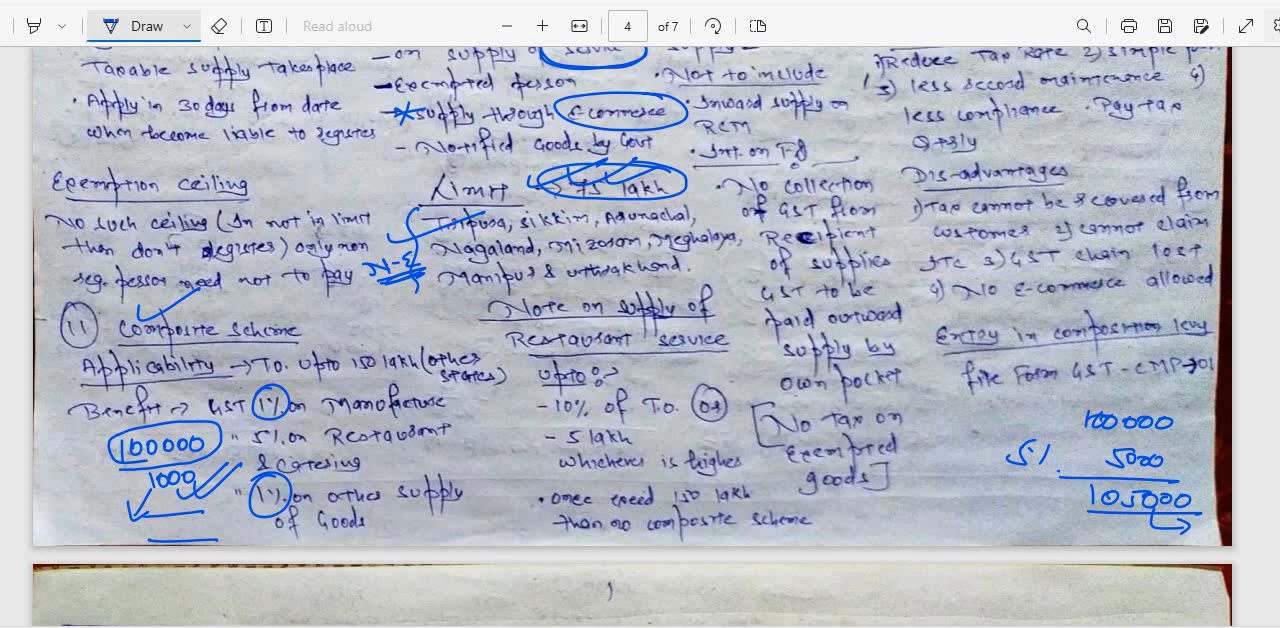 Draw
Read aloud
4
of 7
Taxable supply takes place
• Apply in 30 days from date
when become liable to register
Exemption ceiling
No such ceiling (In not in limit
then don't register) only non
reg. person need not to pay
11 Composite Scheme
Applicability → T.O. upto 150 lakh (other
states)
Benefit → GST 1% on Manufacture
" 5% on Restaurant
& Catering
" 1% on other supply
of Goods
100000
1000
- on supply of service
- Exempted person
* supply through E-commerce
- Notified Goods by Govt
Limit → 75 lakh
Tripura, Sikkim, Arunachal,
Nagaland, Mizoram, Meghalaya,
Manipur & Uttrakhand.
N-E
Note on supply of
Restaurant service
Upto :-
- 10% of T.O. Or
- 5 lakh
whichever is higher
• once exceed 150 lakh
than no composite scheme
• Not to include
• Inward supply on
RCM
• Int. on
• No collection
of GST from
Recipient
of supplies
GST to be
paid outward
supply by
own pocket
[No tax on
Exempted
goods]
1) Reduce Tax Rate 2) simple
3) less record maintenance 4)
less compliance • Pay tax
Qtrly
Dis-advantages
1) Tax cannot be recovered from
customer 2) cannot claim
ITC 3) GST chain lost
4) No E-commerce allowed
Entry in composition levy
file Form GST-CMP-01
100000
5% 5000
105000